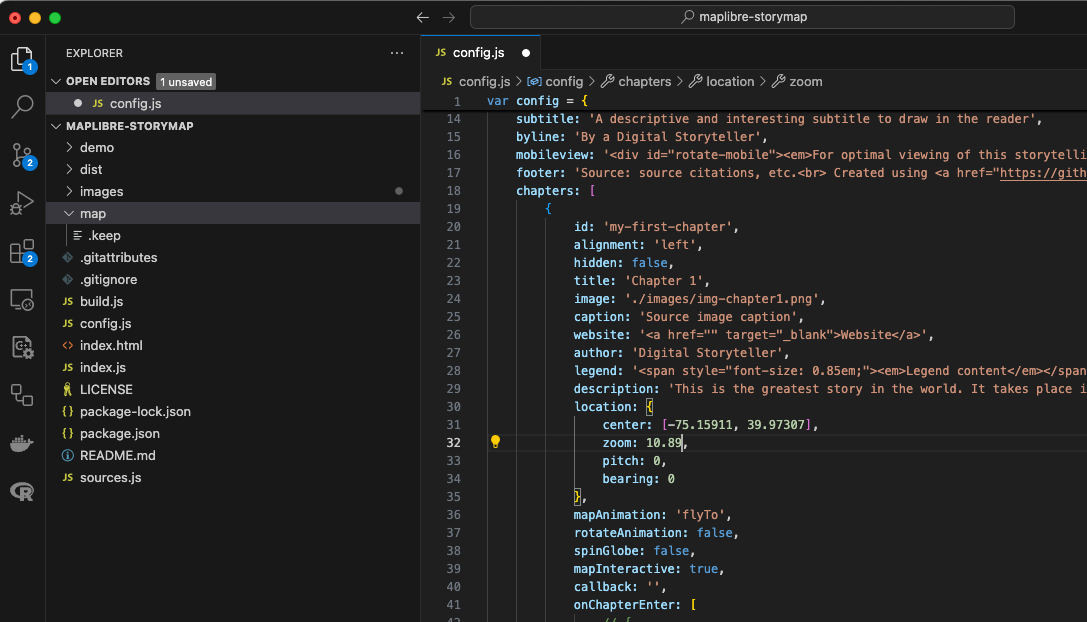 maplibre-storymap
EXPLORER
OPEN EDITORS 1 unsaved
JS config.js
MAPLIBRE-STORYMAP
demo
dist
images
map
.keep
.gitattributes
.gitignore
JS build.js
JS config.js
<> index.html
JS index.js
LICENSE
{} package-lock.json
{} package.json
README.md
JS sources.js
1
2
2
JS config.js
JS config.js > config > chapters > location > zoom
1 var config = {
14 subtitle: 'A descriptive and interesting subtitle to draw in the reader',
15 byline: 'By a Digital Storyteller',
16 mobileview: '<div id="rotate-mobile"><em>For optimal viewing of this storytelli
17 footer: 'Source: source citations, etc.<br> Created using <a href="https://gith
18 chapters: [
19 {
20 id: 'my-first-chapter',
21 alignment: 'left',
22 hidden: false,
23 title: 'Chapter 1',
24 image: './images/img-chapter1.png',
25 caption: 'Source image caption',
26 website: '<a href="" target="_blank">Website</a>',
27 author: 'Digital Storyteller',
28 legend: '<span style="font-size: 0.85em;"><em>Legend content</em></span
29 description: 'This is the greatest story in the world. It takes place i
30 location: {
31 center: [-75.15911, 39.97307],
32 zoom: 10.89,
33 pitch: 0,
34 bearing: 0
35 },
36 mapAnimation: 'flyTo',
37 rotateAnimation: false,
38 spinGlobe: false,
39 mapInteractive: true,
40 callback: '',
41 onChapterEnter: [